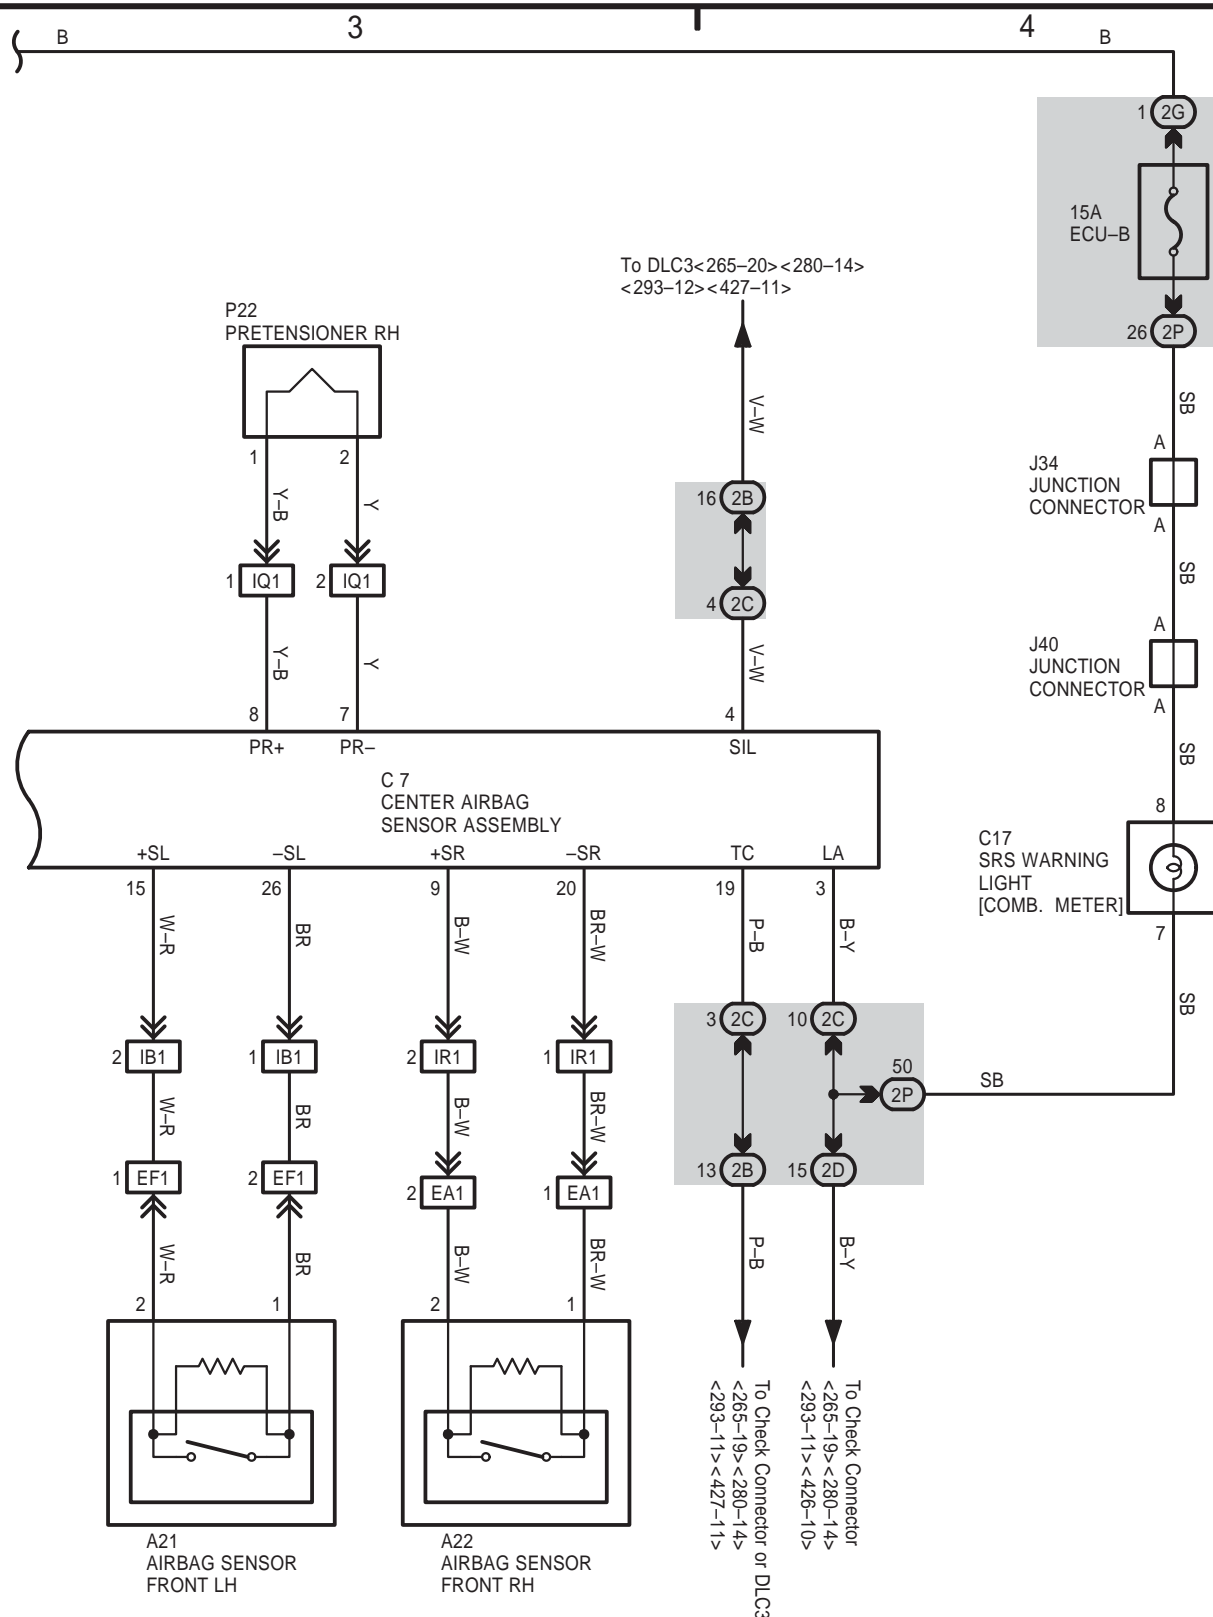 3
4
B
B
1
2G
15A
ECU–B
26
2P
To DLC3<265–20><280–14>
<293–12><427–11>
P22
PRETENSIONER RH
V–W
SB
1
2
A
J34
JUNCTION
CONNECTOR
A
Y–B
Y
16
2B
1
IQ1
2
IQ1
SB
4
2C
A
J40
JUNCTION
CONNECTOR
A
Y–B
Y
V–W
8
7
4
SB
PR+
PR–
SIL
C 7
CENTER AIRBAG
SENSOR ASSEMBLY
8
C17
SRS WARNING
LIGHT
[COMB. METER]
7
+SL
–SL
+SR
–SR
TC
LA
15
26
9
20
19
3
W–R
BR
B–W
BR–W
P–B
B–Y
SB
3
2C
10
2C
2
IB1
1
IB1
2
IR1
1
IR1
50
2P
SB
W–R
BR
B–W
BR–W
1
EF1
2
EF1
2
EA1
1
EA1
13
2B
15
2D
W–R
BR
B–W
BR–W
P–B
B–Y
2
1
2
1
To Check Connector or DLC3
<265–19><280–14>
<293–11><427–11>
To Check Connector
<265–19><280–14>
<293–11><426–10>
A21
AIRBAG SENSOR
FRONT LH
A22
AIRBAG SENSOR
FRONT RH